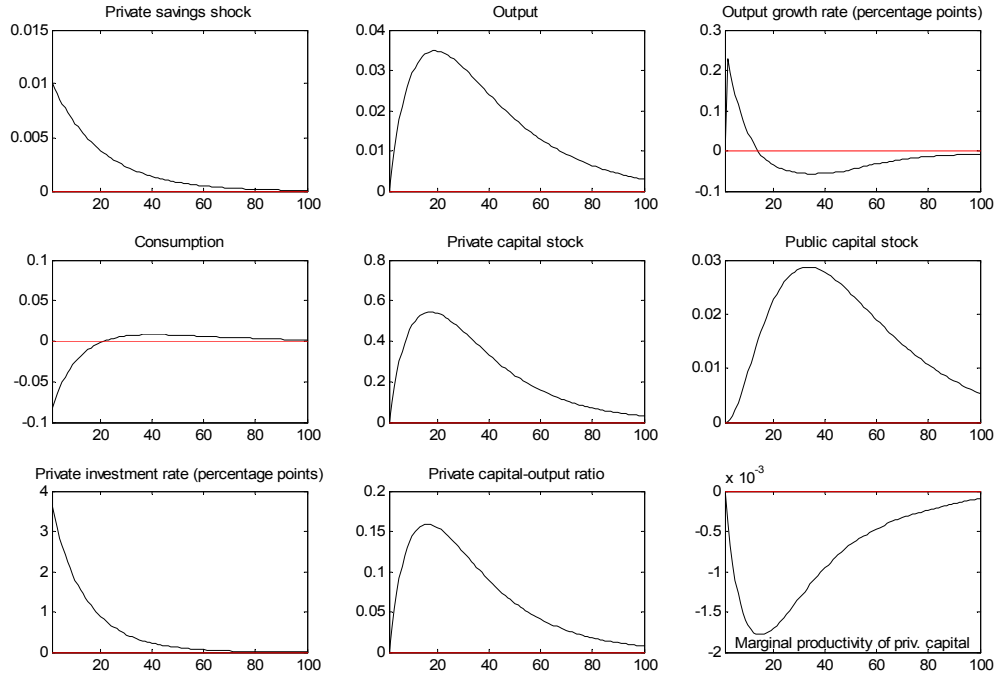 Private savings shock
0.015
0.01
0.005
0
20 40 60 80 100
Output
0.04
0.03
0.02
0.01
0
20 40 60 80 100
Output growth rate (percentage points)
0.3
0.2
0.1
0
-0.1
20 40 60 80 100
Consumption
0.1
0.05
0
-0.05
-0.1
20 40 60 80 100
Private capital stock
0.8
0.6
0.4
0.2
0
20 40 60 80 100
Public capital stock
0.03
0.02
0.01
0
20 40 60 80 100
Private investment rate (percentage points)
4
3
2
1
0
20 40 60 80 100
Private capital-output ratio
0.2
0.15
0.1
0.05
0
20 40 60 80 100
x 10-3
0
-0.5
-1
-1.5
-2
Marginal productivity of priv. capital
20 40 60 80 100